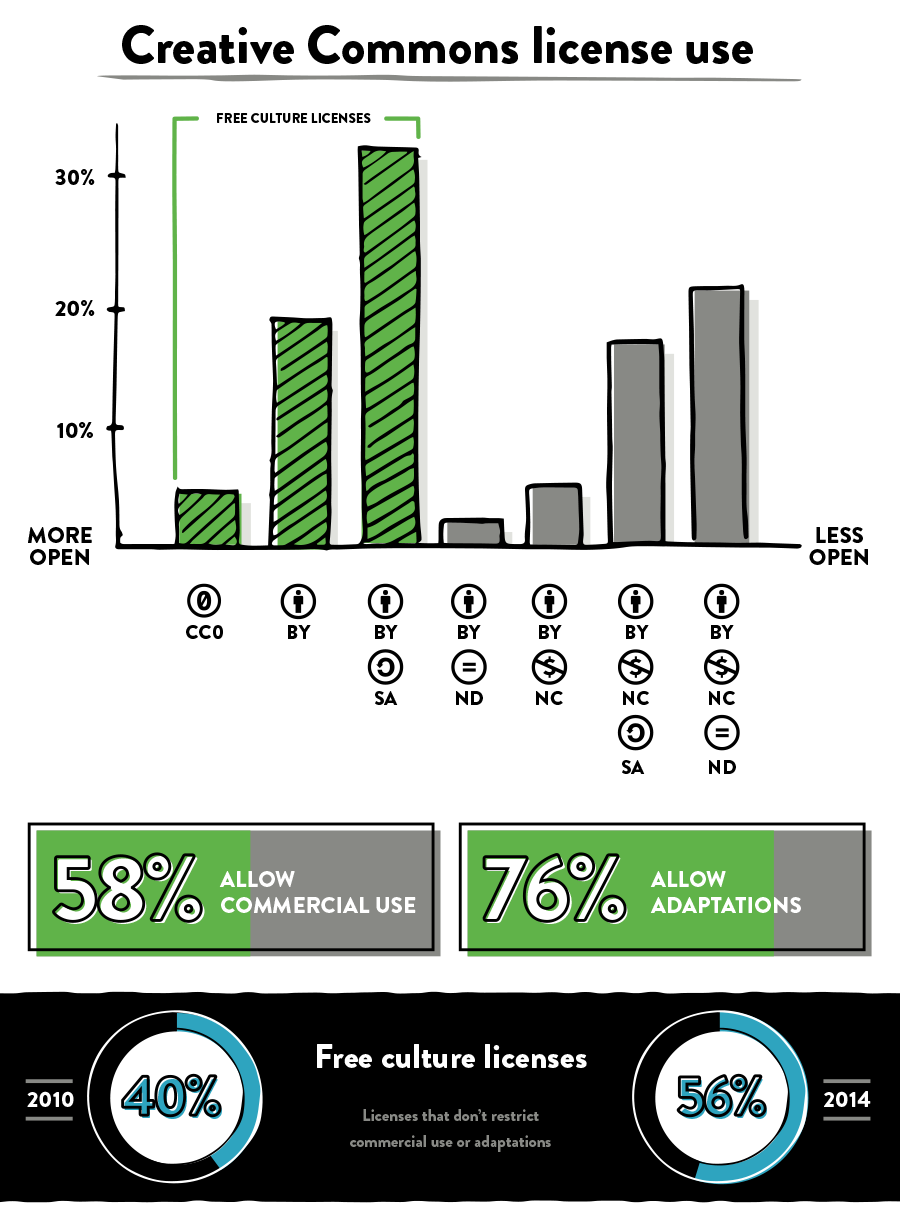 Creative Commons license use
FREE CULTURE LICENSES
30%
20%
10%
MORE
OPEN
LESS
OPEN
CC0
BY
BY
BY
BY
BY
BY
SA
ND
NC
NC
NC
SA
ND
58%
ALLOW
COMMERCIAL USE
76%
ALLOW
ADAPTATIONS
2010
40%
Free culture licenses
Licenses that don't restrict
commercial use or adaptations
56%
2014